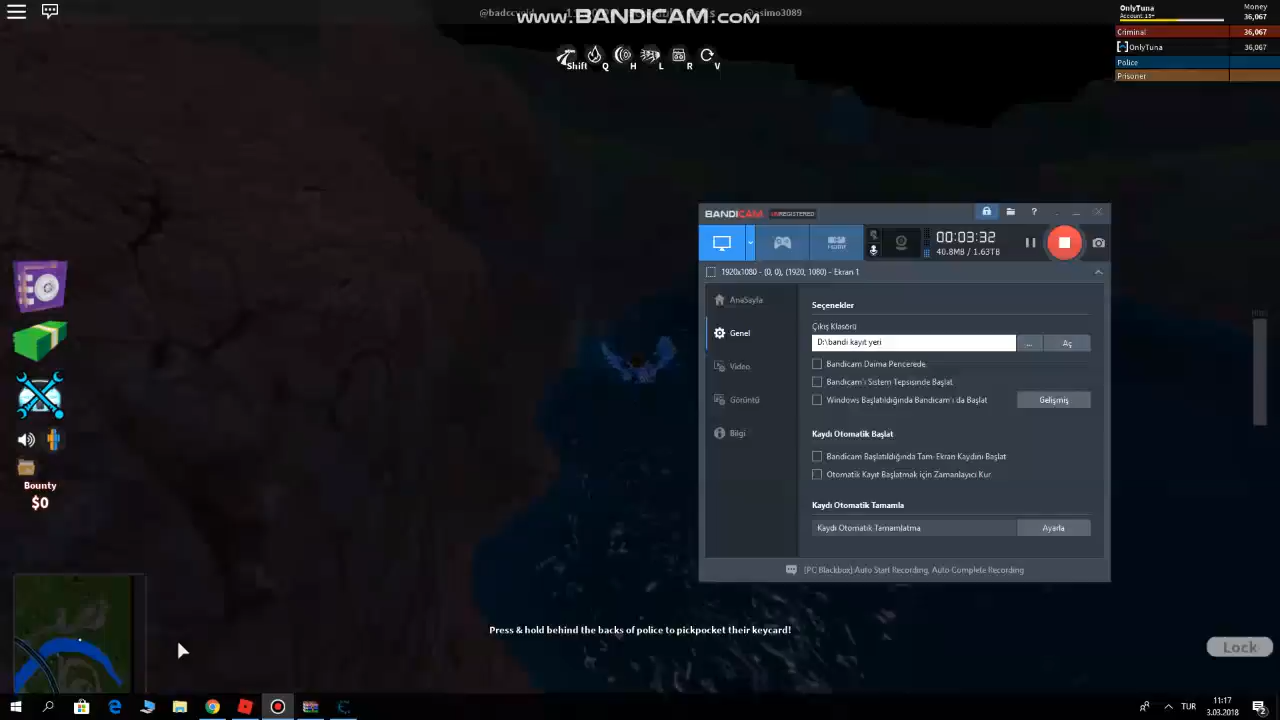 www.BANDICAM.com
OnlyTuna
Account: 13+
Money
36,067
Criminal
36,067
OnlyTuna
36,067
Police
Prisoner
Shift
Q
H
L
R
V
BANDICAM
UNREGISTERED
?
HDMI
00:03:32
40.8MB / 1.63TB
1920x1080 - (0, 0), (1920, 1080) - Ekran 1
AnaSayfa
Genel
Video
Görüntü
Bilgi
Seçenekler
Çıkış Klasörü
D:\bandi kayıt yeri
...
Aç
Bandicam Daima Pencerede
Bandicam'i Sistem Tepsisinde Başlat
Windows Başlatıldığında Bandicam'ı da Başlat
Gelişmiş
Kaydı Otomatik Başlat
Bandicam Başlatıldığında Tam-Ekran Kaydını Başlat
Otomatik Kayıt Başlatmak için Zamanlayıcı Kur
Kaydı Otomatik Tamamla
Kaydı Otomatik Tamamlatma
Ayarla
[PC Blackbox] Auto Start Recording, Auto Complete Recording
Bounty
$0
Press & hold behind the backs of police to pickpocket their keycard!
Lock
TUR
11:17
3.03.2018
2